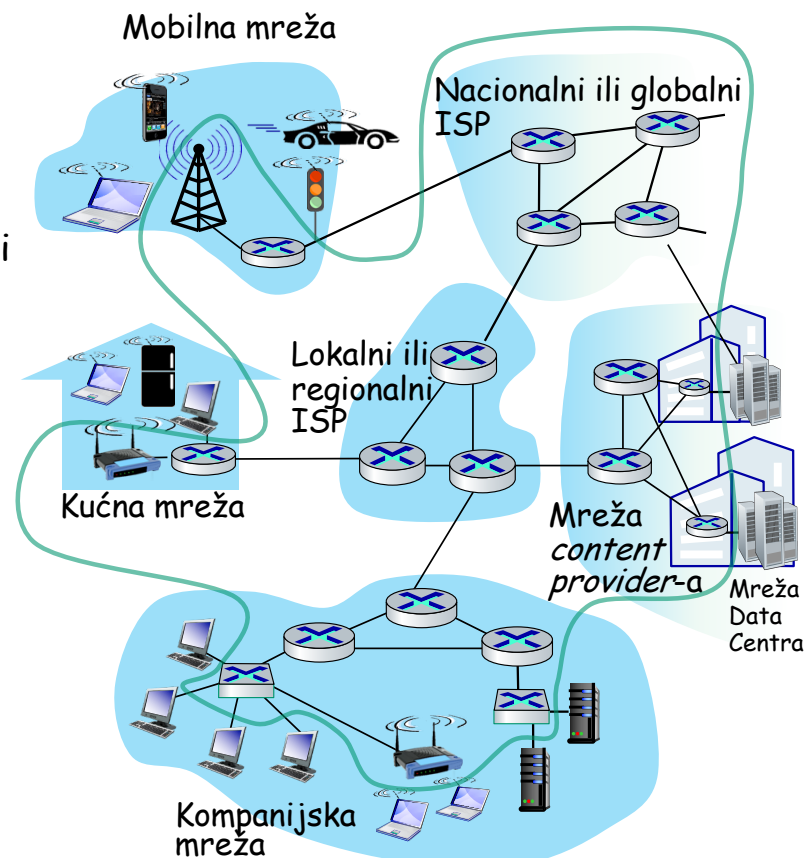 Mobilna mreža
Nacionalni ili globalni
ISP
i
Lokalni ili
regionalni
ISP
Kućna mreža
Mreža
content
provider-a
Mreža
Data
Centra
Kompanijska
mreža